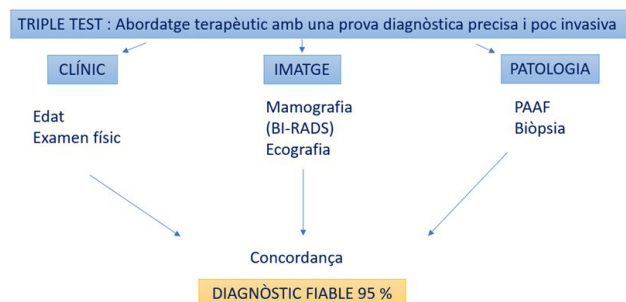 TRIPLE TEST : Abordatge terapèutic amb una prova diagnòstica precisa i poc invasiva
CLÍNIC
IMATGE
PATOLOGIA
Edat
Examen físic
Mamografia
(BI-RADS)
Ecografia
PAAF
Biòpsia
Concordança
DIAGNÒSTIC FIABLE 95 %